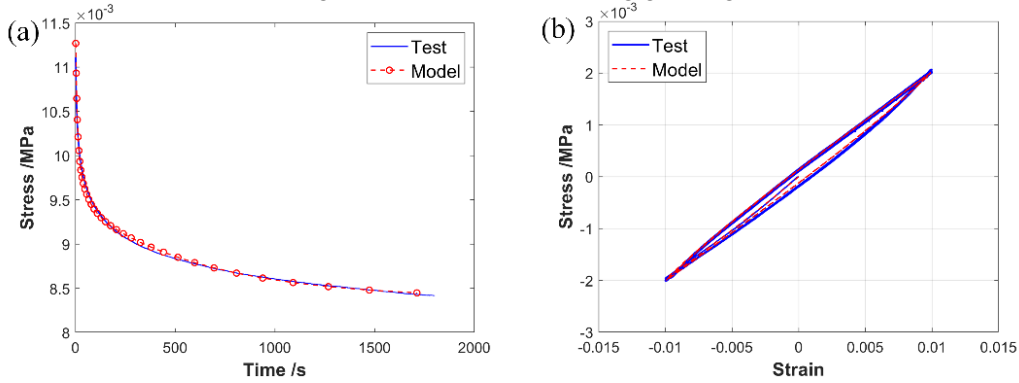 (a)
×10⁻³
11.5
11
10.5
10
9.5
9
8.5
8
Stress /MPa
Test
Model
0
500
1000
1500
2000
Time /s
(b)
×10⁻³
3
2
1
0
-1
-2
-3
Stress /MPa
Test
Model
-0.015
-0.01
-0.005
0
0.005
0.01
0.015
Strain